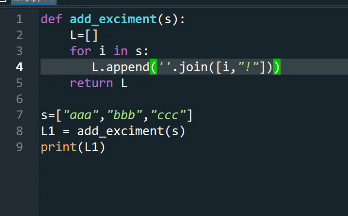 1 def add_exciment(s):
2     L=[]
3     for i in s:
4        L.append(''.join([i,"!"]))
5     return L
6
7 s=["aaa","bbb","ccc"]
8 L1 = add_exciment(s)
9 print(L1)